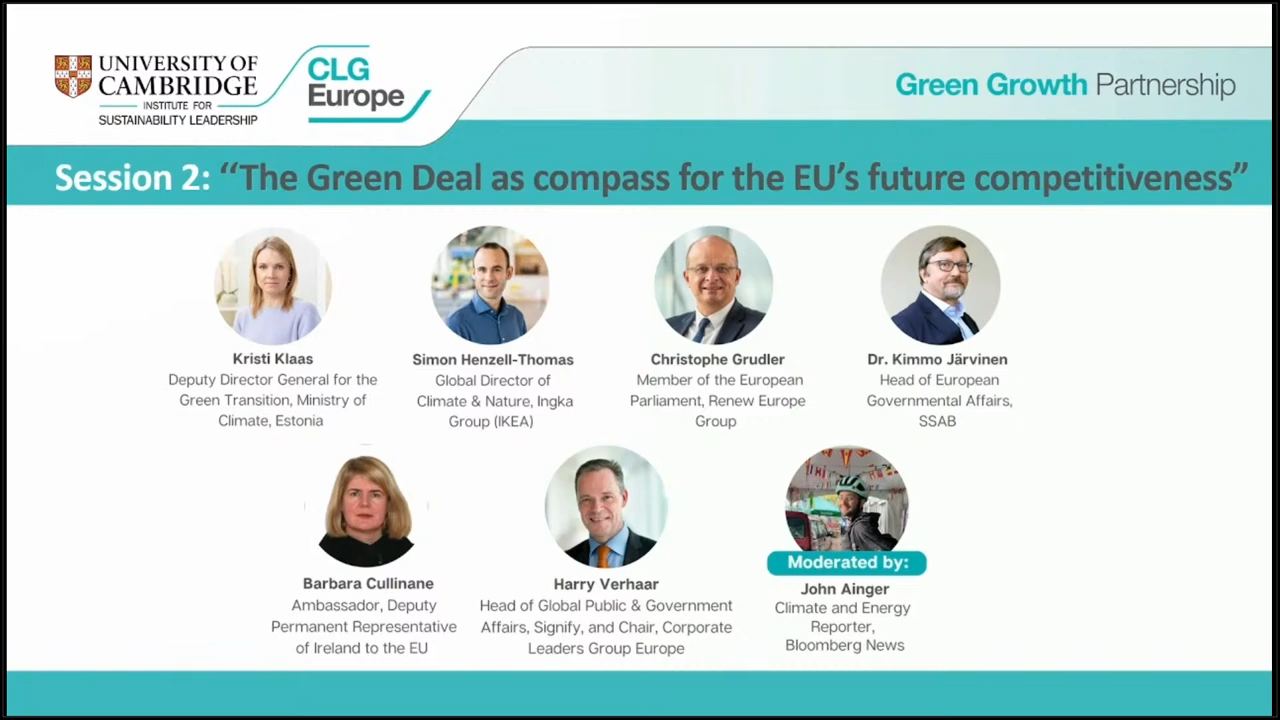 UNIVERSITY OF
CAMBRIDGE
INSTITUTE FOR
SUSTAINABILITY LEADERSHIP
CLG
Europe
Green Growth Partnership
Session 2: “The Green Deal as compass for the EU’s future competitiveness”
Kristi Klaas
Deputy Director General for the
Green Transition, Ministry of
Climate, Estonia
Simon Henzell-Thomas
Global Director of
Climate & Nature, Ingka
Group (IKEA)
Christophe Grudler
Member of the European
Parliament, Renew Europe
Group
Dr. Kimmo Järvinen
Head of European
Governmental Affairs,
SSAB
Barbara Cullinane
Ambassador, Deputy
Permanent Representative
of Ireland to the EU
Harry Verhaar
Head of Global Public & Government
Affairs, Signify, and Chair, Corporate
Leaders Group Europe
Moderated by:
John Ainger
Climate and Energy
Reporter,
Bloomberg News